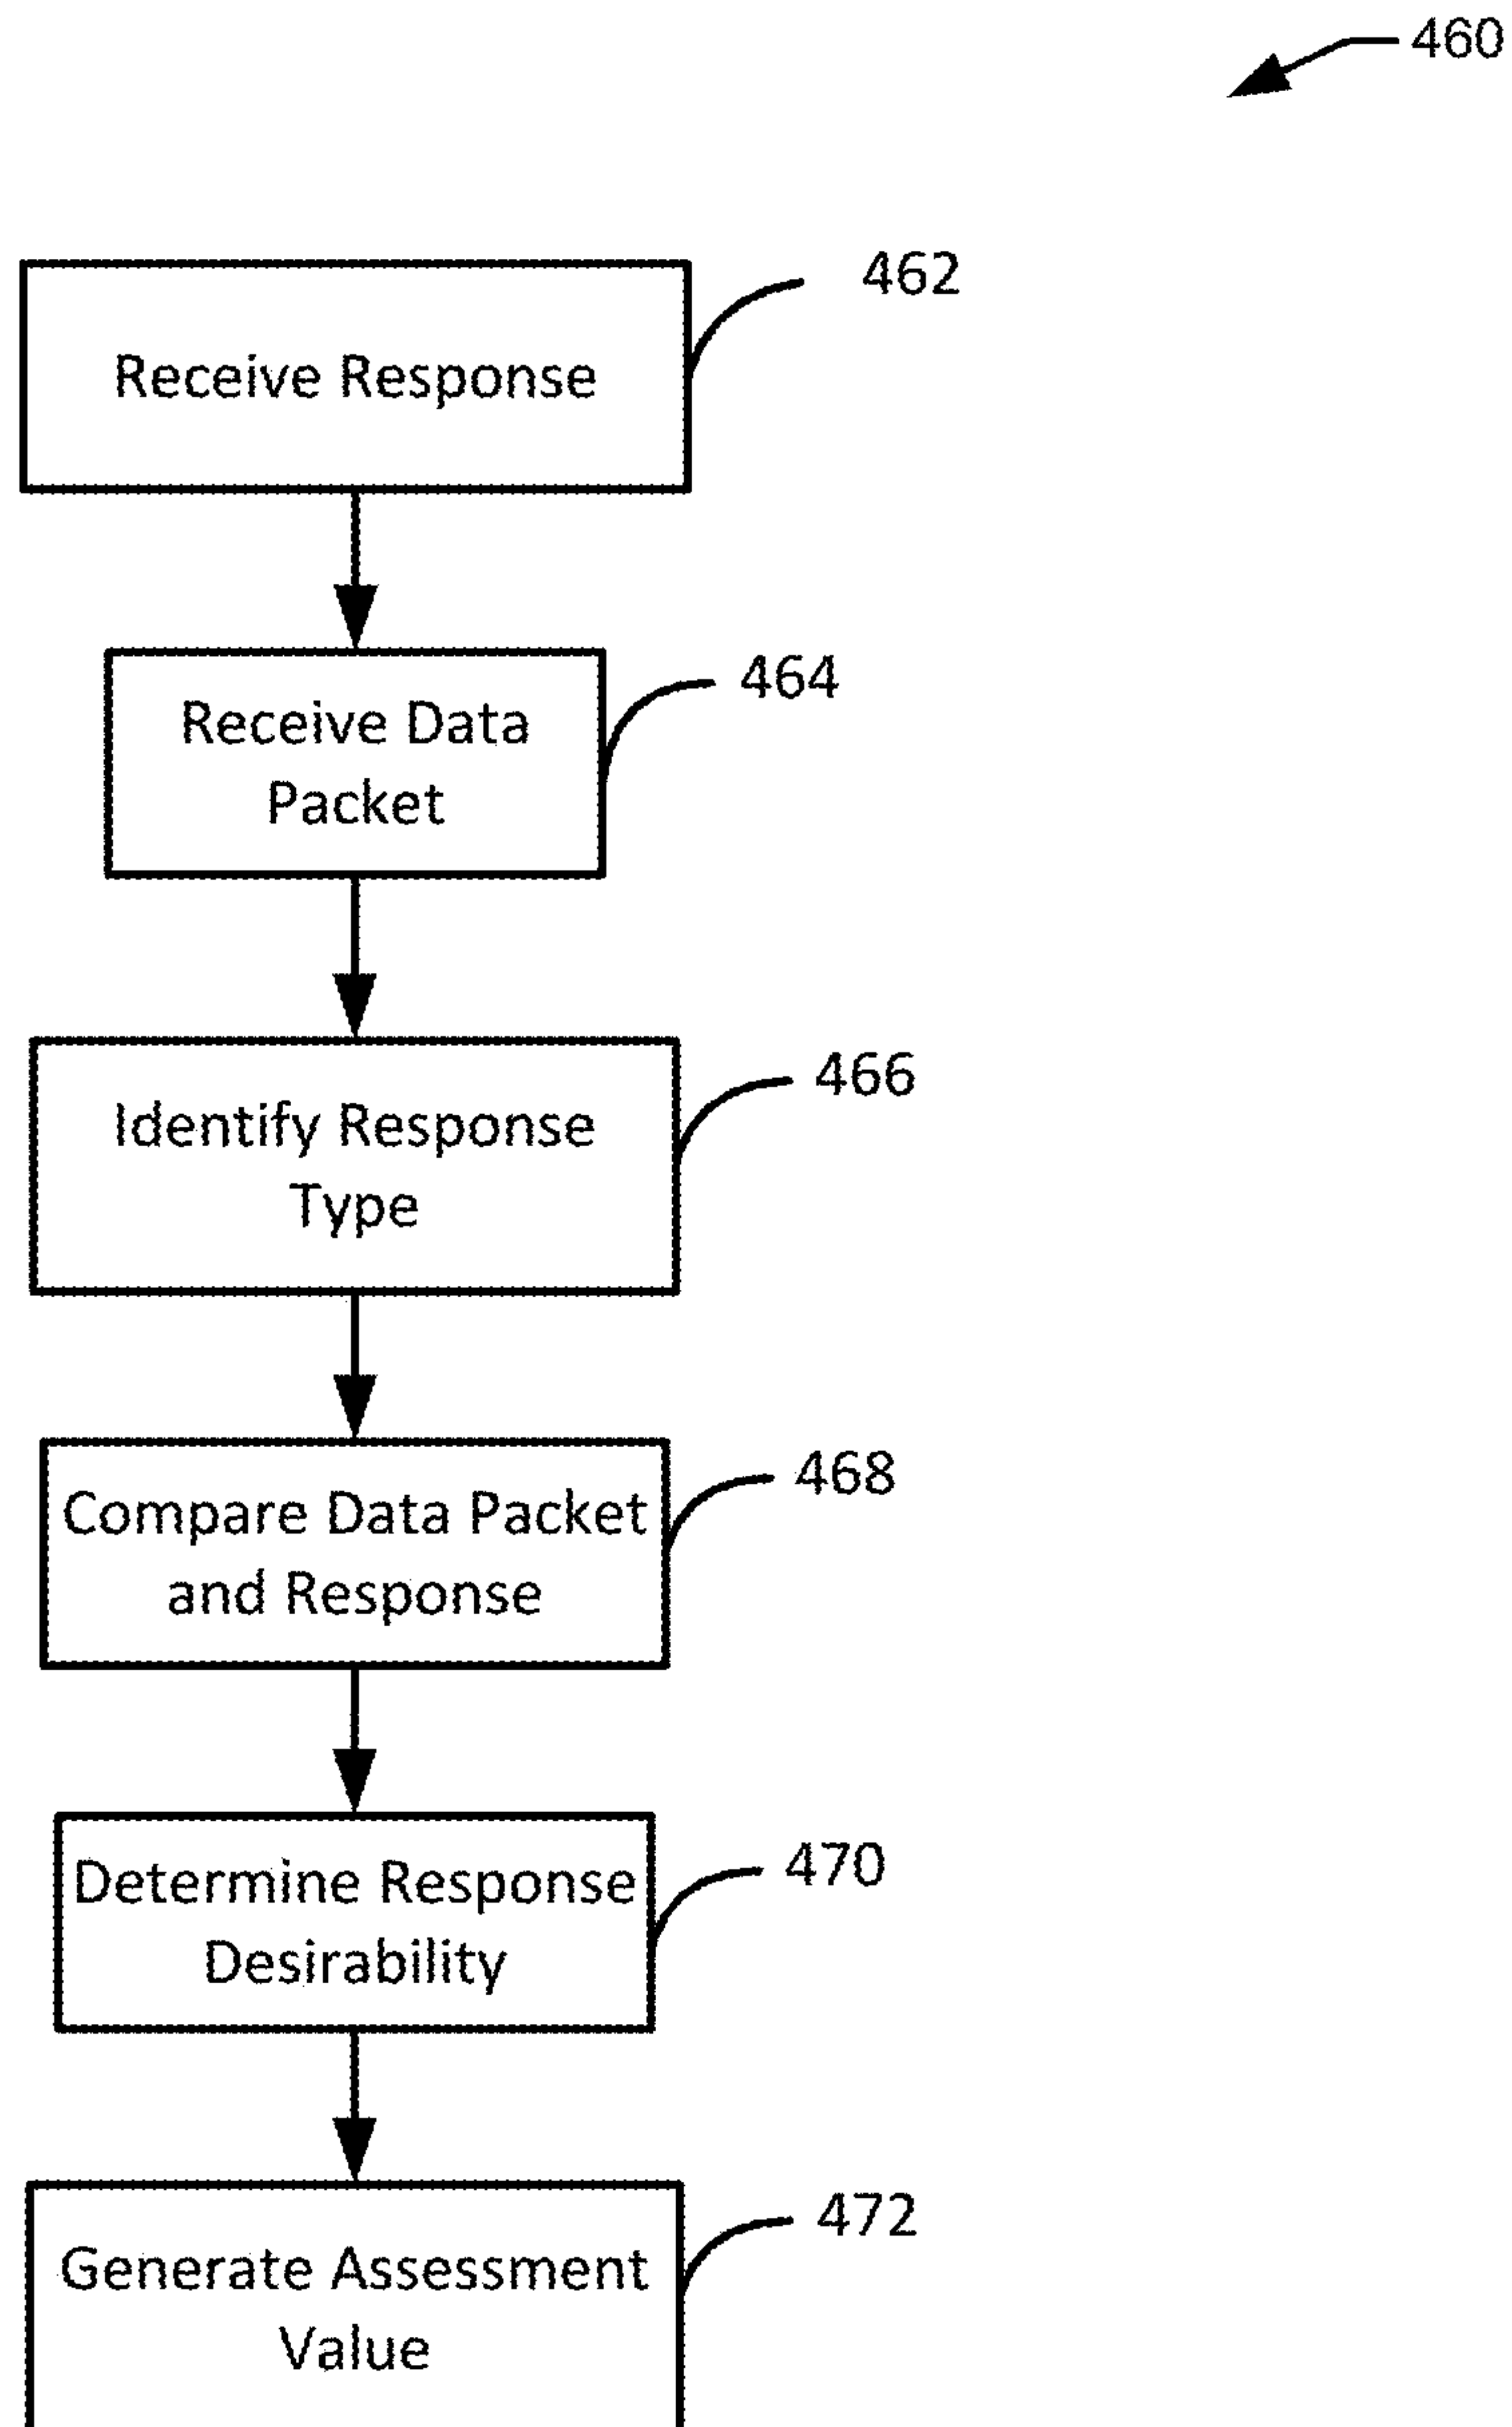 460
462
Receive Response
464
Receive Data
Packet
466
Identify Response
Type
468
Compare Data Packet
and Response
470
Determine Response
Desirability
472
Generate Assessment
Value